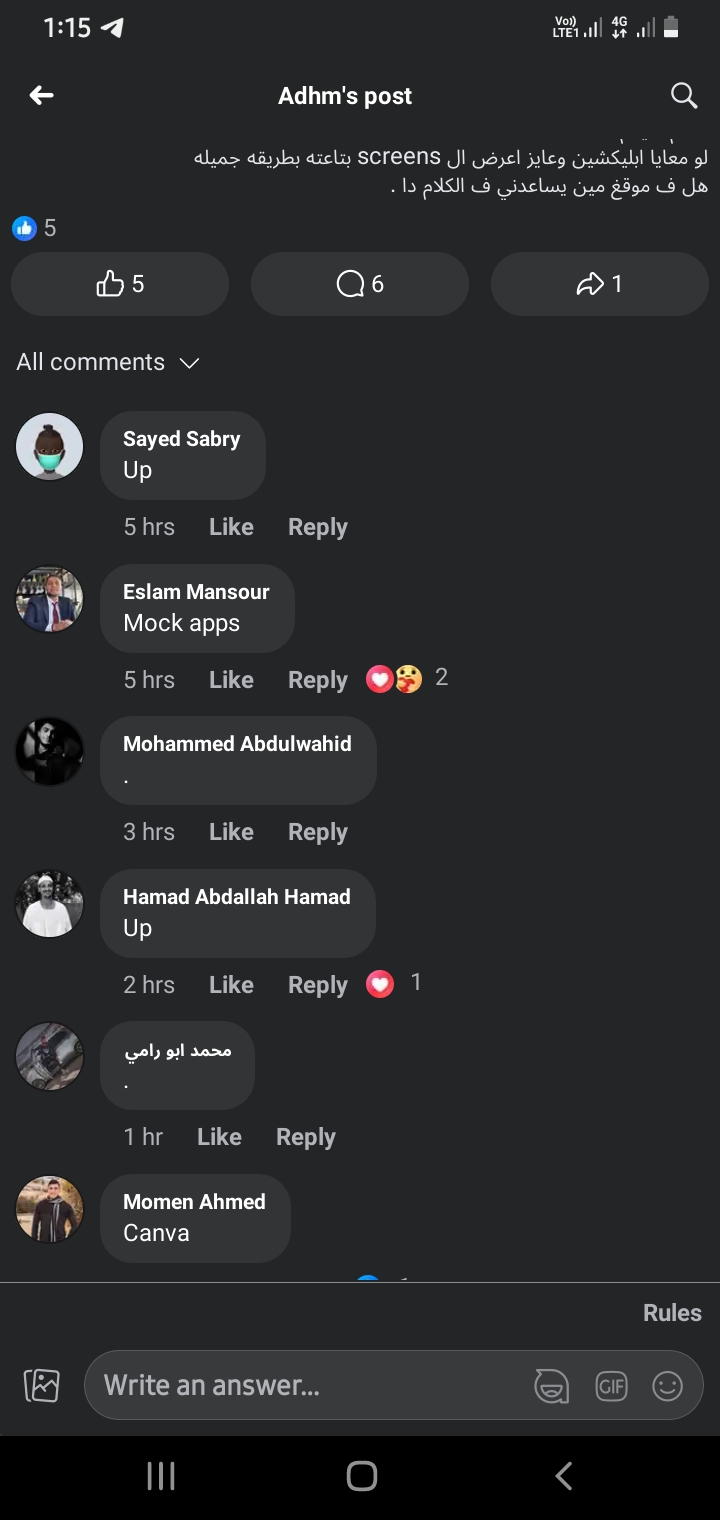 1:15
Vo)) LTE1 4G
Adhm's post
لو معايا ابليكشين وعايز اعرض ال screens بتاعته بطريقه جميله
هل ف موقغ مين يساعدني ف الكلام دا .
5
5 6 1
All comments
Sayed Sabry
Up
5 hrs Like Reply
Eslam Mansour
Mock apps
5 hrs Like Reply 2
Mohammed Abdulwahid
.
3 hrs Like Reply
Hamad Abdallah Hamad
Up
2 hrs Like Reply 1
محمد ابو رامي
.
1 hr Like Reply
Momen Ahmed
Canva
Rules
Write an answer...
GIF